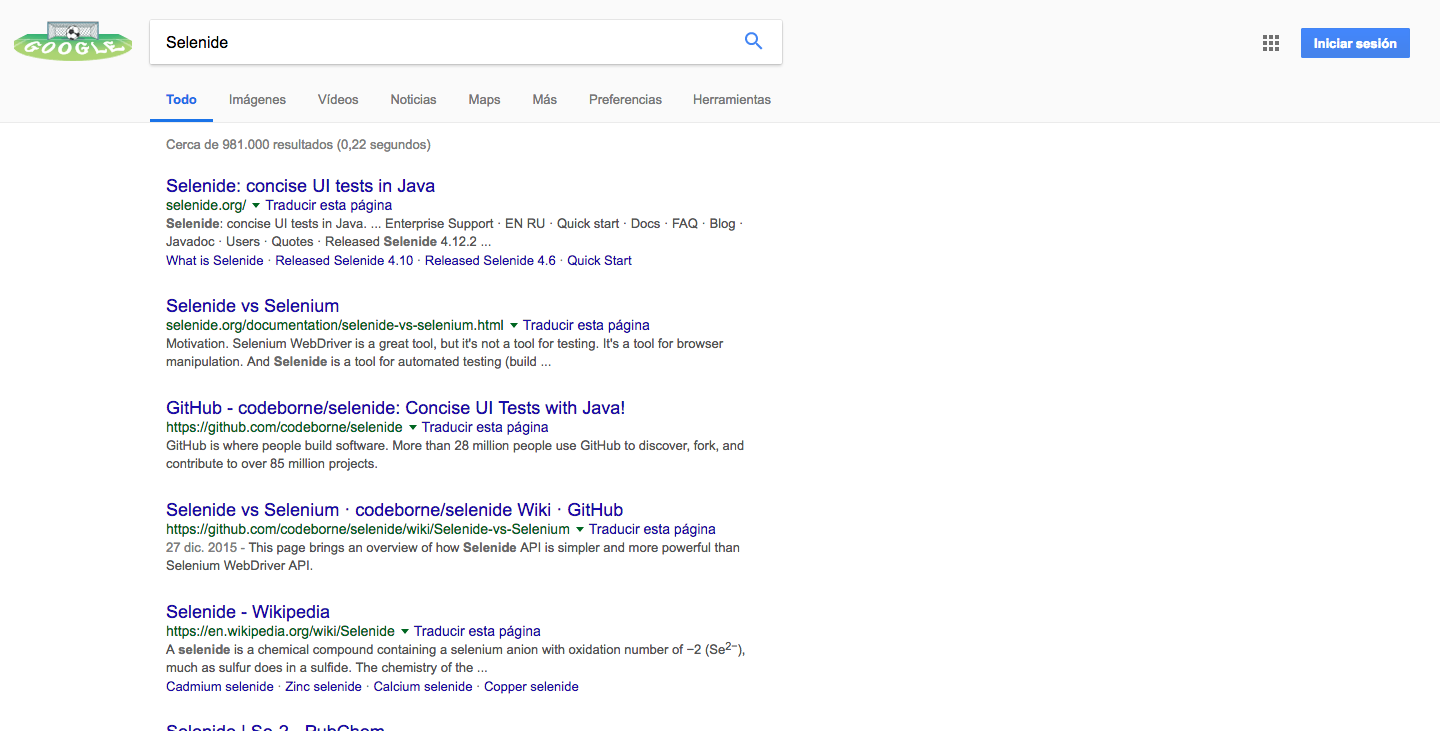 GOOGLE
Selenide
Iniciar sesión
Todo Imágenes Vídeos Noticias Maps Más Preferencias Herramientas
Cerca de 981.000 resultados (0,22 segundos)
Selenide: concise UI tests in Java
selenide.org/ Traducir esta página
Selenide: concise UI tests in Java. ... Enterprise Support · EN RU · Quick start · Docs · FAQ · Blog ·
Javadoc · Users · Quotes · Released Selenide 4.12.2 ...
What is Selenide · Released Selenide 4.10 · Released Selenide 4.6 · Quick Start
Selenide vs Selenium
selenide.org/documentation/selenide-vs-selenium.html Traducir esta página
Motivation. Selenium WebDriver is a great tool, but it's not a tool for testing. It's a tool for browser
manipulation. And Selenide is a tool for automated testing (build ...
GitHub - codeborne/selenide: Concise UI Tests with Java!
https://github.com/codeborne/selenide Traducir esta página
GitHub is where people build software. More than 28 million people use GitHub to discover, fork, and
contribute to over 85 million projects.
Selenide vs Selenium · codeborne/selenide Wiki · GitHub
https://github.com/codeborne/selenide/wiki/Selenide-vs-Selenium Traducir esta página
27 dic. 2015 - This page brings an overview of how Selenide API is simpler and more powerful than
Selenium WebDriver API.
Selenide - Wikipedia
https://en.wikipedia.org/wiki/Selenide Traducir esta página
A selenide is a chemical compound containing a selenium anion with oxidation number of −2 (Se²⁻),
much as sulfur does in a sulfide. The chemistry of the ...
Cadmium selenide · Zinc selenide · Calcium selenide · Copper selenide
Selenide | Se-2 - PubChem